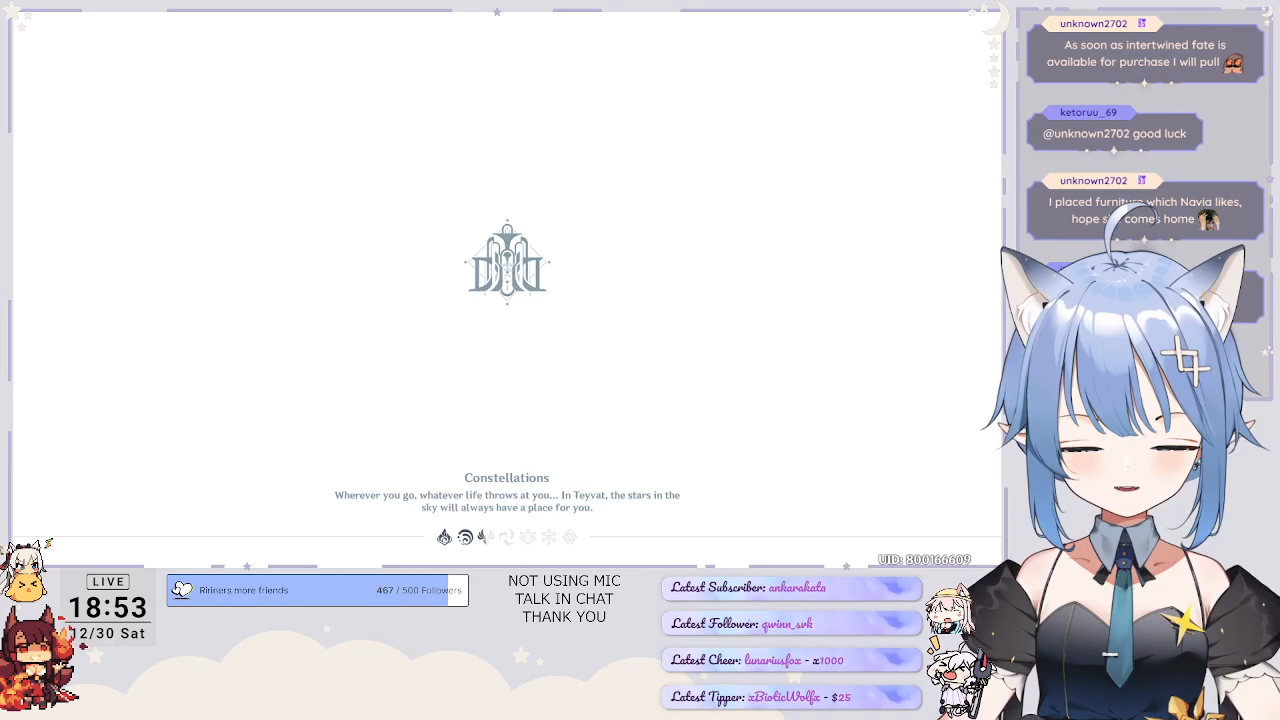 unknown2702
As soon as intertwined fate is
available for purchase I will pull
ketoruu_69
@unknown2702 good luck
unknown2702
I placed furniture which Navia likes,
hope comes home
Constellations
Wherever you go, whatever life throws at you... In Teyvat, the stars in the
sky will always have a place for you.
UID: 800166609
LIVE
18:53
12/30 Sat
Ririners more friends
467 / 500 Followers
NOT USING MIC
TALK IN CHAT
THANK YOU
Latest Subscriber: ankarakata
Latest Follower: qwinn_svk
Latest Cheer: lunariusfox - x1000
Latest Tipper: xBioticWolfx - $25